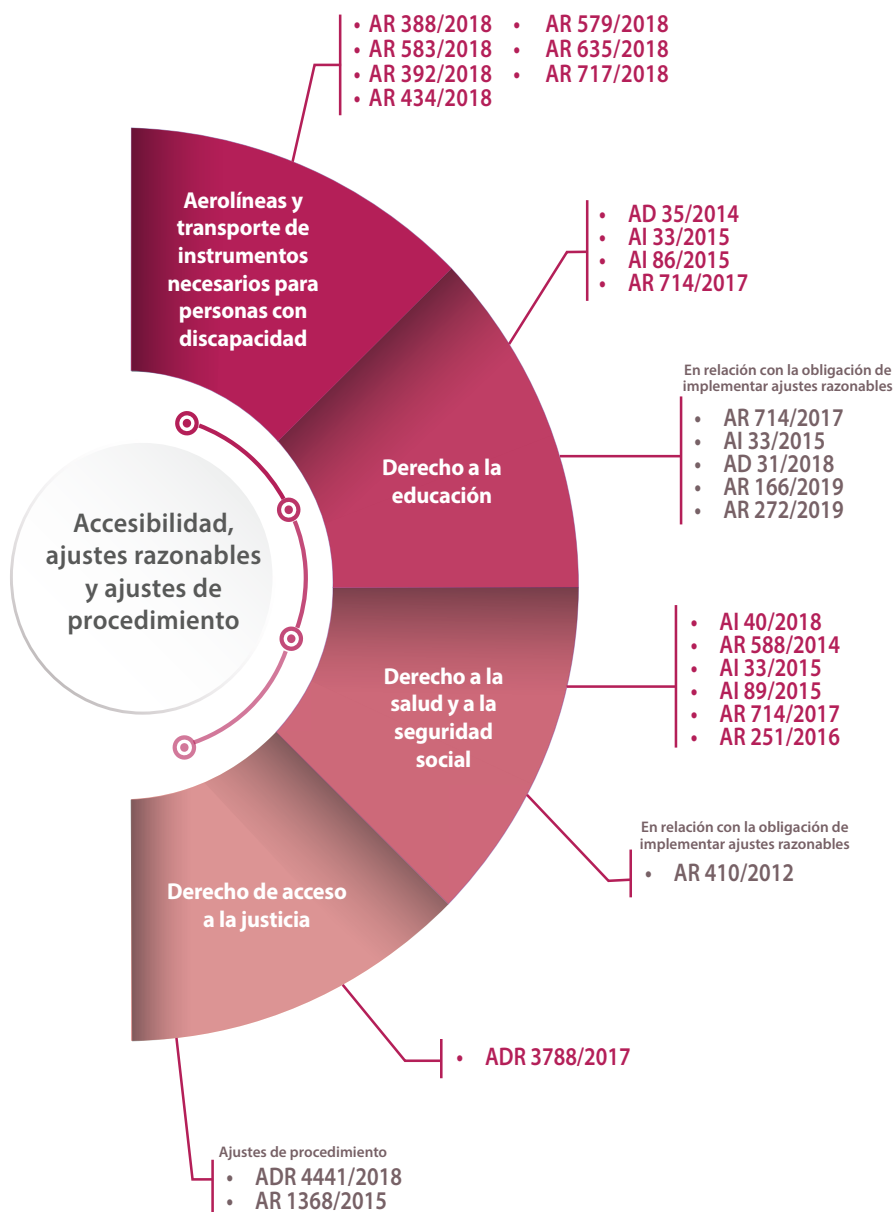 • AR 388/2018 • AR 579/2018
• AR 583/2018 • AR 635/2018
• AR 392/2018 • AR 717/2018
• AR 434/2018
Aerolíneas y
transporte de
instrumentos
necesarios para
personas con
discapacidad
• AD 35/2014
• AI 33/2015
• AI 86/2015
• AR 714/2017
Derecho a la
educación
En relación con la obligación de
implementar ajustes razonables
• AR 714/2017
• AI 33/2015
• AD 31/2018
• AR 166/2019
• AR 272/2019
Accesibilidad,
ajustes razonables
y ajustes de
procedimiento
Derecho a la
salud y a la
seguridad
social
• AI 40/2018
• AR 588/2014
• AI 33/2015
• AI 89/2015
• AR 714/2017
• AR 251/2016
En relación con la obligación de
implementar ajustes razonables
• AR 410/2012
Derecho de acceso
a la justicia
• ADR 3788/2017
Ajustes de procedimiento
• ADR 4441/2018
• AR 1368/2015